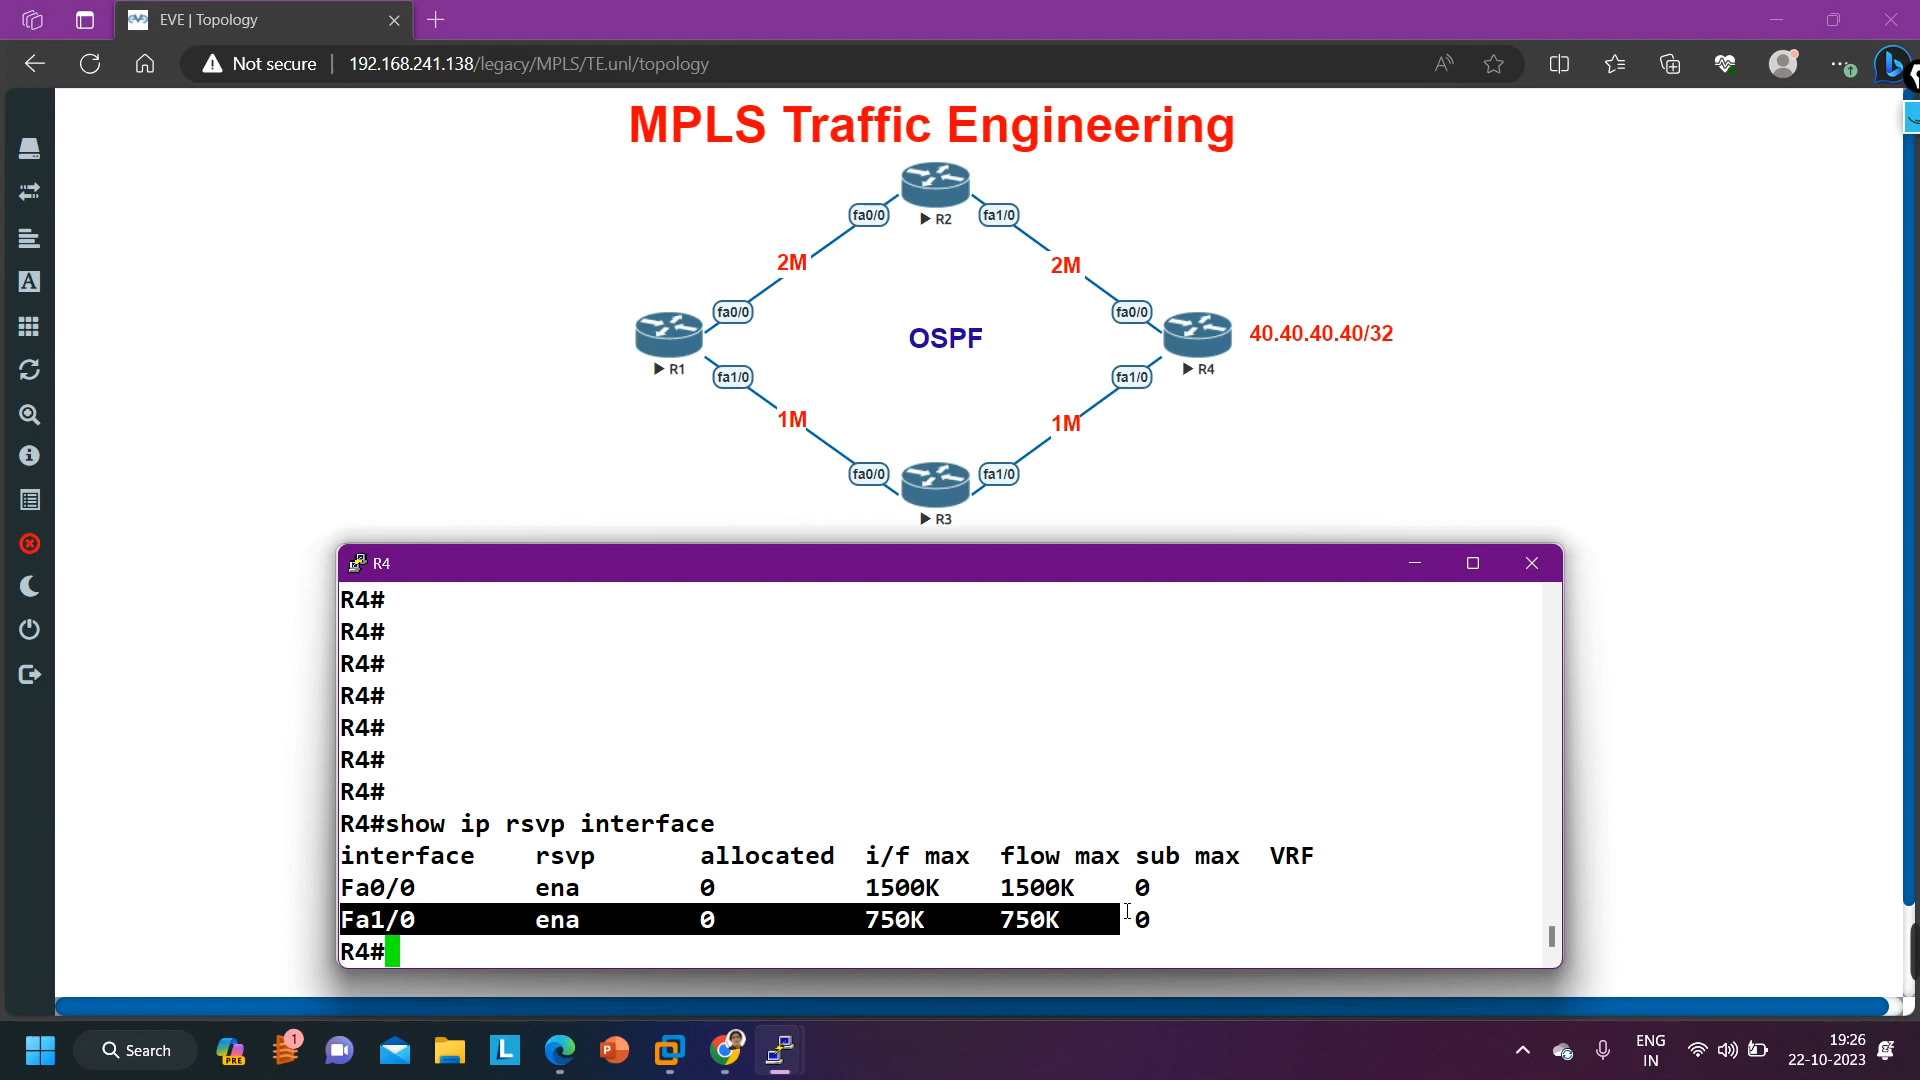 EVE | Topology
Not secure
192.168.241.138/legacy/MPLS/TE.unl/topology
MPLS Traffic Engineering
R2
fa0/0
fa1/0
2M
2M
fa0/0
fa0/0
R1
OSPF
R4
40.40.40.40/32
fa1/0
fa1/0
1M
1M
fa0/0
fa1/0
R3
R4
R4#
R4#
R4#
R4#
R4#
R4#
R4#
R4#show ip rsvp interface
interface rsvp allocated i/f max flow max sub max VRF
Fa0/0 ena 0 1500K 1500K 0
Fa1/0 ena 0 750K 750K 0
R4#
Search
PRE
1
L
P
ENG
IN
19:26
22-10-2023